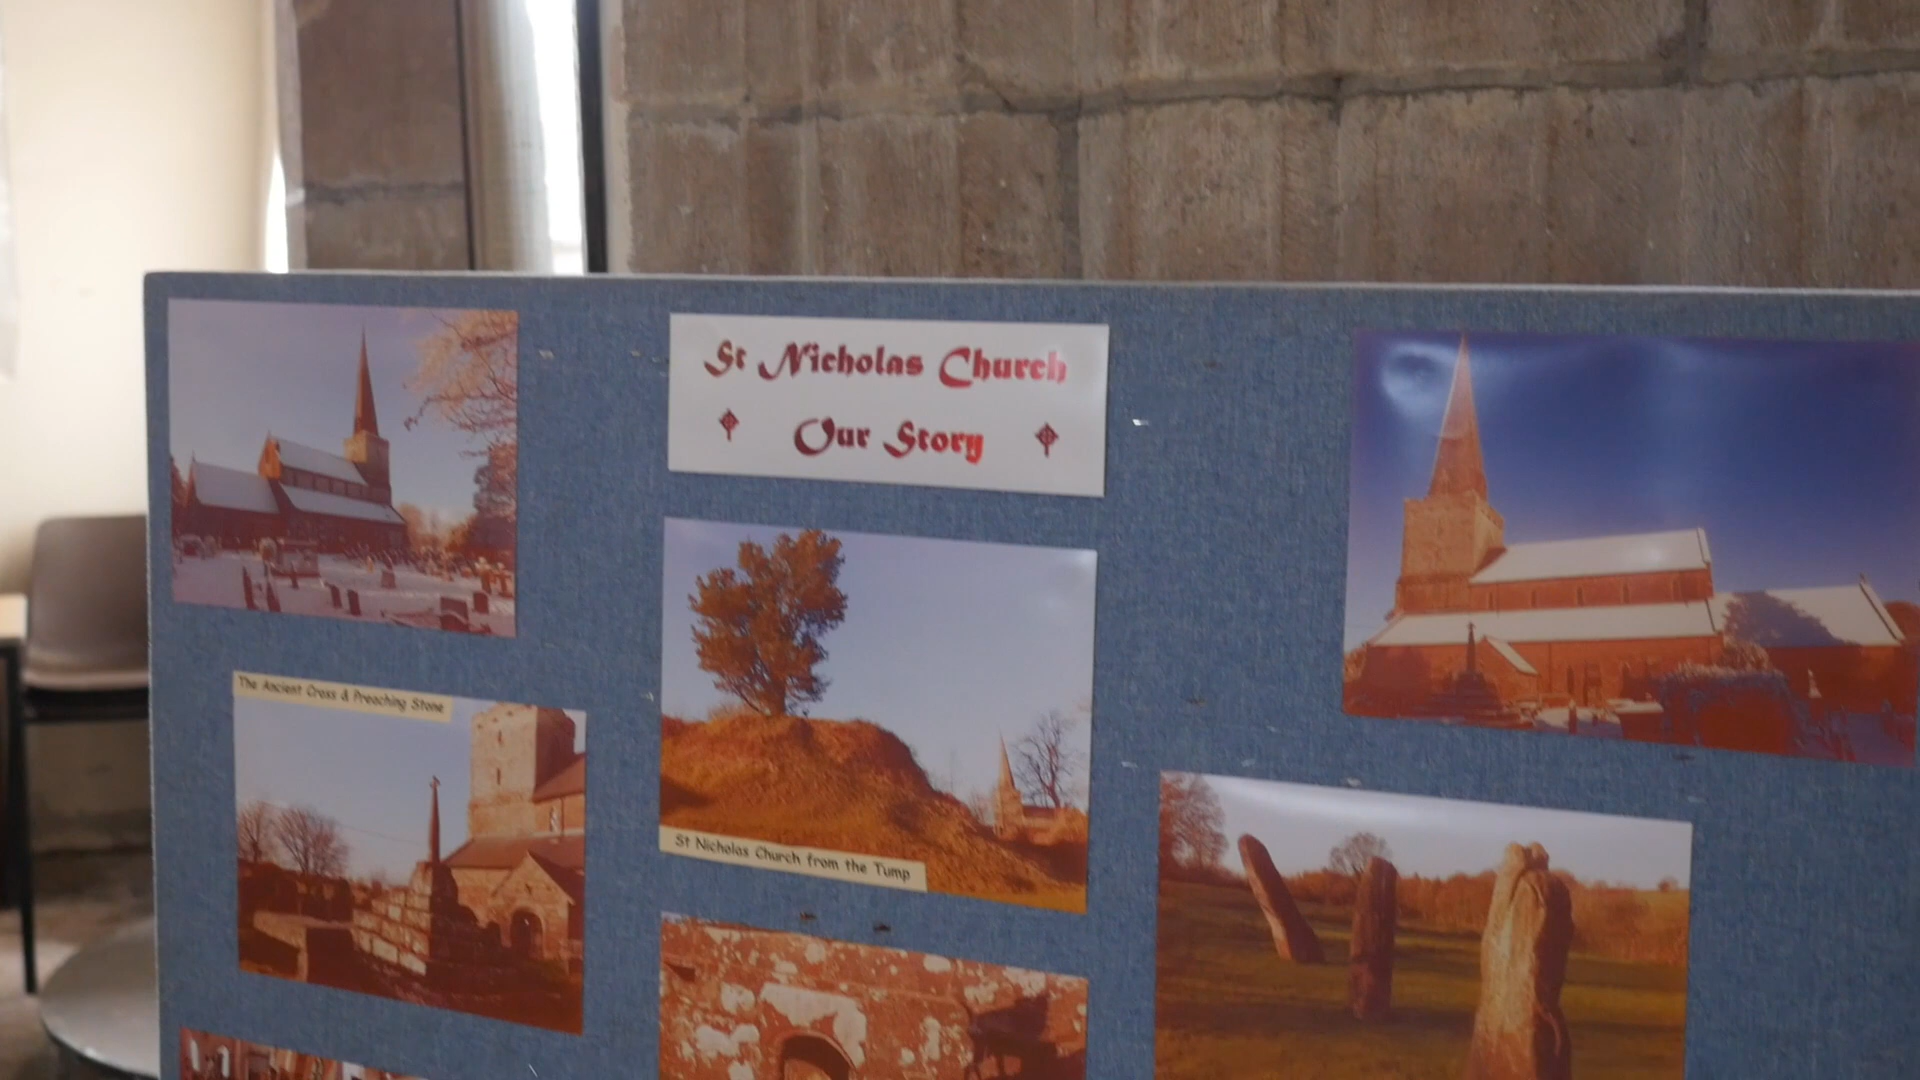 St Nicholas Church
Our Story
The Ancient Cross & Preaching Stone
St Nicholas Church from the Tump